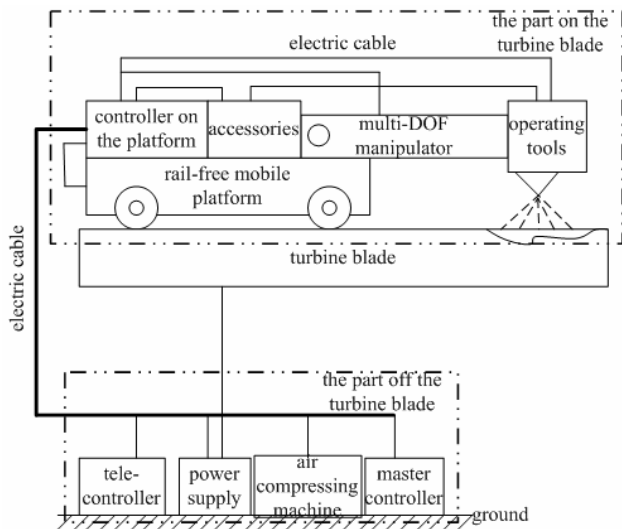 electric cable
the part on the
turbine blade
controller on
the platform
accessories
multi-DOF
manipulator
operating
tools
rail-free mobile
platform
turbine blade
electric cable
the part off the
turbine blade
tele-
controller
power
supply
air
compressing
machine
master
controller
ground